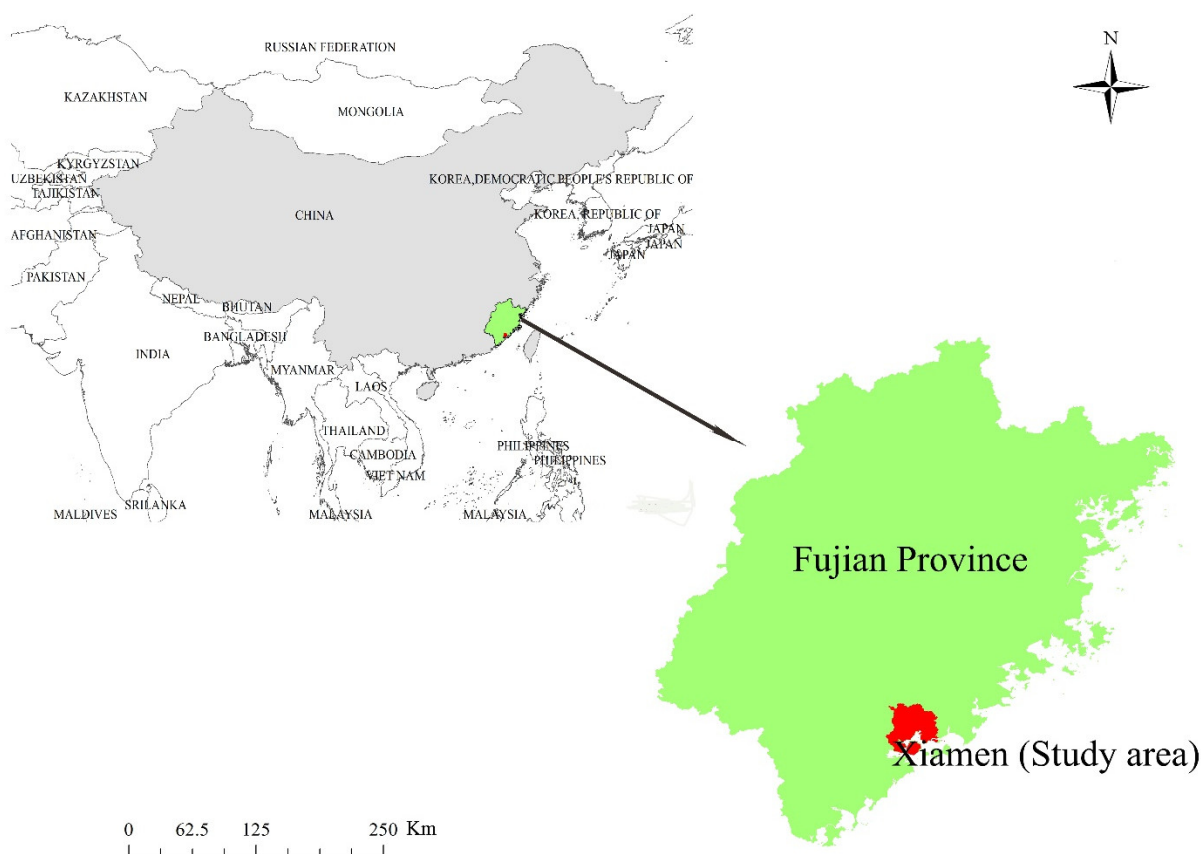 RUSSIAN FEDERATION
N
KAZAKHSTAN
MONGOLIA
KYRGYZSTAN
UZBEKISTAN
TAJIKISTAN
KOREA,DEMOCRATIC PEOPLE'S REPUBLIC OF
CHINA
KOREA, REPUBLIC OF
JAPAN
JAPAN
JAPAN
AFGHANISTAN
PAKISTAN
NEPAL
BHUTAN
BANGLADESH
INDIA
MYANMAR
LAOS
THAILAND
CAMBODIA
VIET NAM
PHILIPPINES
PHILIPPINES
SRILANKA
MALDIVES
MALAYSIA
MALAYSIA
Fujian Province
Xiamen (Study area)
0 62.5 125 250 Km